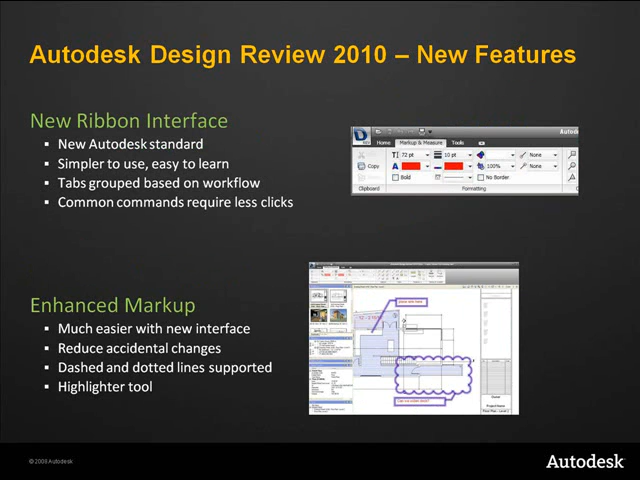 Autodesk Design Review 2010 – New Features
New Ribbon Interface
▪ New Autodesk standard
▪ Simpler to use, easy to learn
▪ Tabs grouped based on workflow
▪ Common commands require less clicks
Home Markup & Measure Tools
72 pt 10 pt None
Copy A 100% None
Bold No Border
Clipboard Formatting
Enhanced Markup
▪ Much easier with new interface
▪ Reduce accidental changes
▪ Dashed and dotted lines supported
▪ Highlighter tool
© 2009 Autodesk
Autodesk